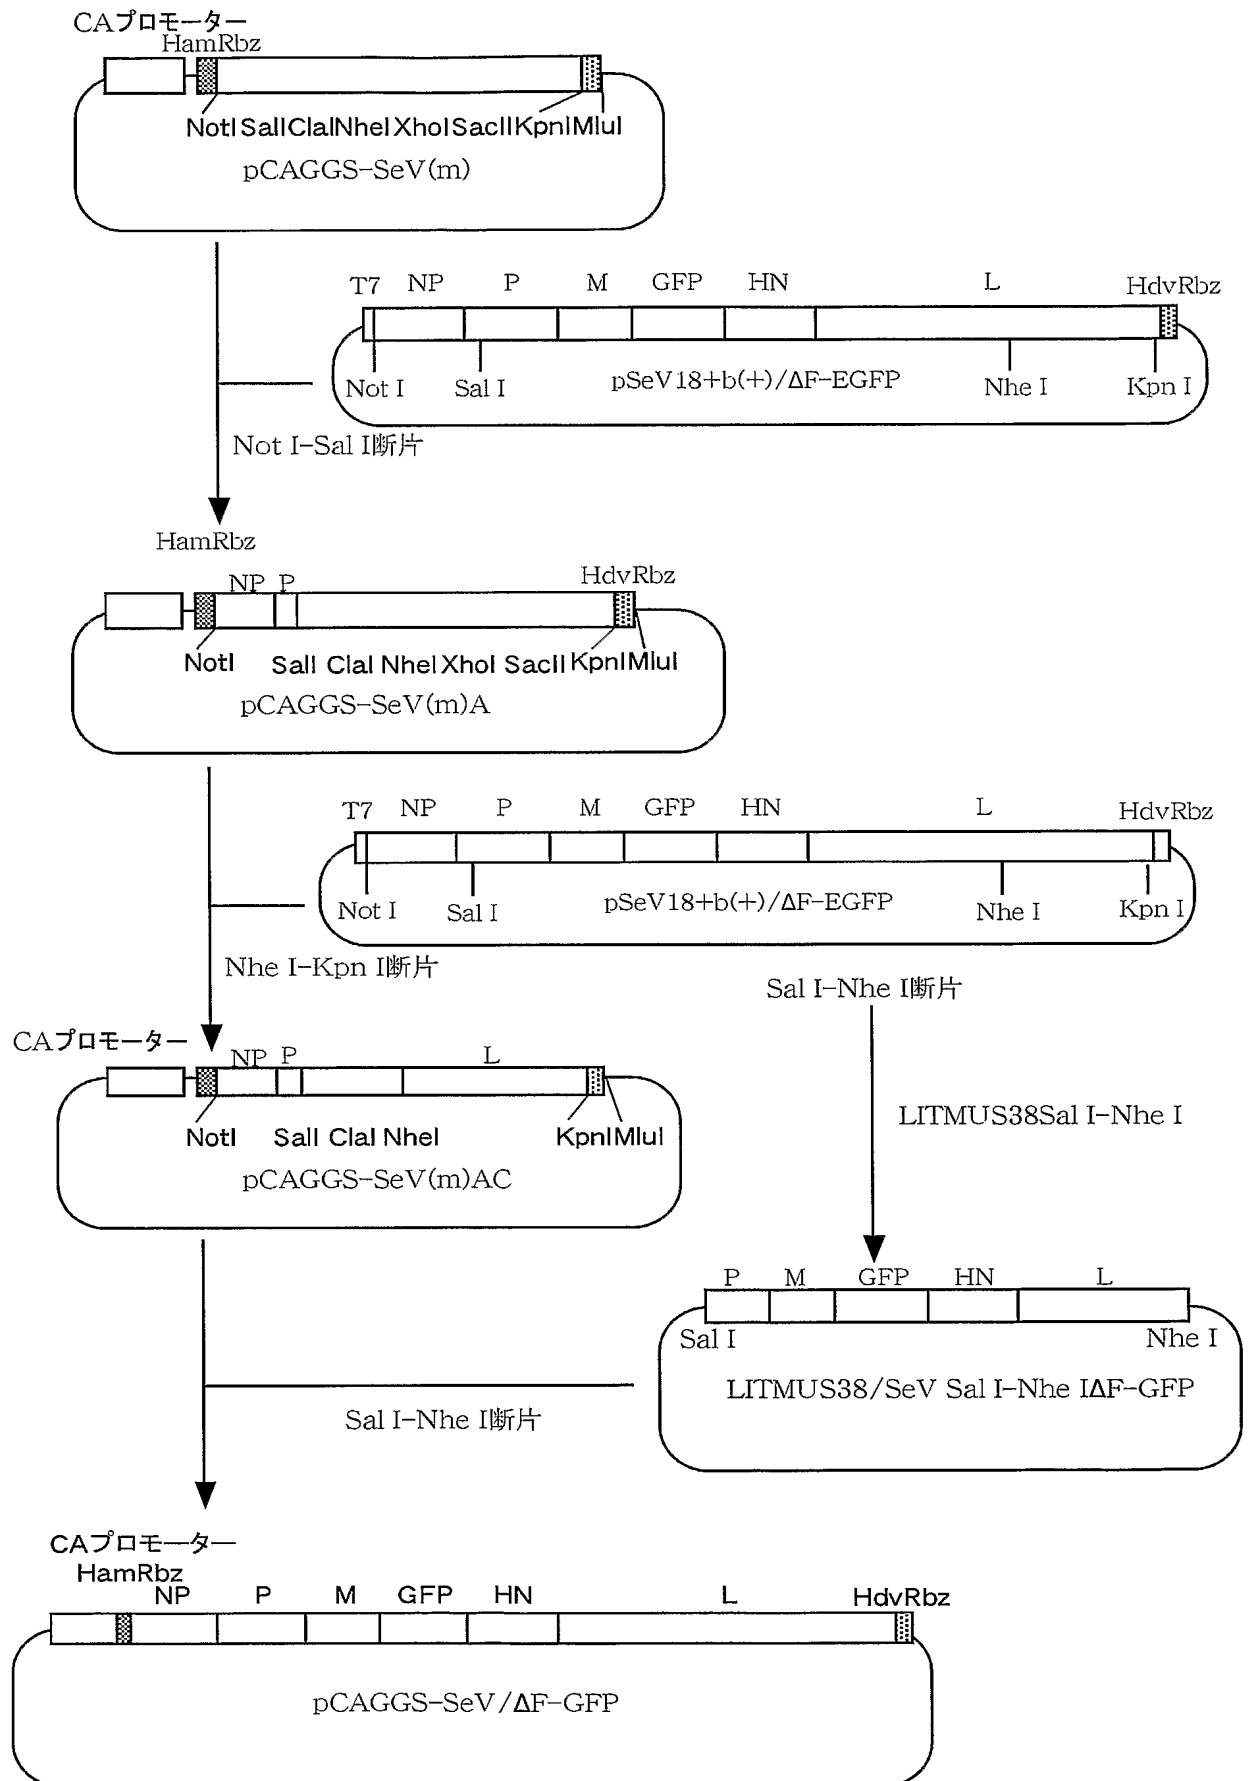 CAプロモーター
HamRbz
NotI SalI ClaI NheI XhoI SacII KpnI MluI
pCAGGS-SeV(m)
T7 NP P M GFP HN L HdvRbz
Not I Sal I pSeV18+b(+)/ΔF-EGFP Nhe I Kpn I
Not I-Sal I断片
HamRbz
NP P HdvRbz
NotI SalI ClaI NheI XhoI SacII KpnI MluI
pCAGGS-SeV(m)A
T7 NP P M GFP HN L HdvRbz
Not I Sal I pSeV18+b(+)/ΔF-EGFP Nhe I Kpn I
Nhe I-Kpn I断片
Sal I-Nhe I断片
CAプロモーター
NP P L
NotI SalI ClaI NheI KpnI MluI
pCAGGS-SeV(m)AC
LITMUS38Sal I-Nhe I
P M GFP HN L
Sal I Nhe I
LITMUS38/SeV Sal I-Nhe IΔF-GFP
Sal I-Nhe I断片
CAプロモーター
HamRbz
NP P M GFP HN L HdvRbz
pCAGGS-SeV/ΔF-GFP